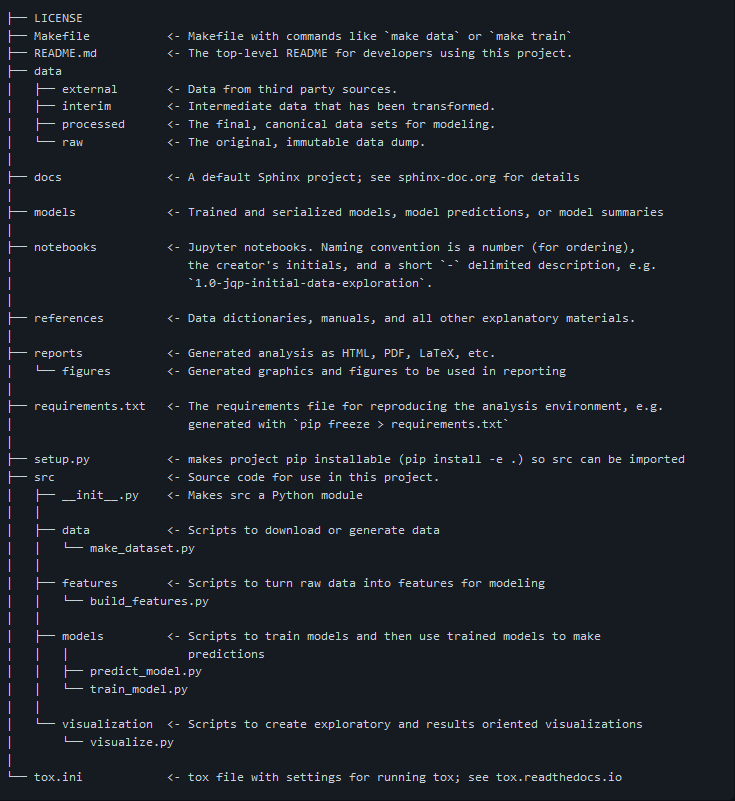 ├── LICENSE
├── Makefile           <- Makefile with commands like `make data` or `make train`
├── README.md          <- The top-level README for developers using this project.
├── data
│   ├── external       <- Data from third party sources.
│   ├── interim        <- Intermediate data that has been transformed.
│   ├── processed      <- The final, canonical data sets for modeling.
│   └── raw            <- The original, immutable data dump.
│
├── docs               <- A default Sphinx project; see sphinx-doc.org for details
│
├── models             <- Trained and serialized models, model predictions, or model summaries
│
├── notebooks          <- Jupyter notebooks. Naming convention is a number (for ordering),
│                         the creator's initials, and a short `-` delimited description, e.g.
│                         `1.0-jqp-initial-data-exploration`.
│
├── references         <- Data dictionaries, manuals, and all other explanatory materials.
│
├── reports            <- Generated analysis as HTML, PDF, LaTeX, etc.
│   └── figures        <- Generated graphics and figures to be used in reporting
│
├── requirements.txt   <- The requirements file for reproducing the analysis environment, e.g.
│                         generated with `pip freeze > requirements.txt`
│
├── setup.py           <- makes project pip installable (pip install -e .) so src can be imported
├── src                <- Source code for use in this project.
│   ├── __init__.py    <- Makes src a Python module
│   │
│   ├── data           <- Scripts to download or generate data
│   │   └── make_dataset.py
│   │
│   ├── features       <- Scripts to turn raw data into features for modeling
│   │   └── build_features.py
│   │
│   ├── models         <- Scripts to train models and then use trained models to make
│   │   │                 predictions
│   │   ├── predict_model.py
│   │   └── train_model.py
│   │
│   └── visualization  <- Scripts to create exploratory and results oriented visualizations
│       └── visualize.py
│
└── tox.ini            <- tox file with settings for running tox; see tox.readthedocs.io